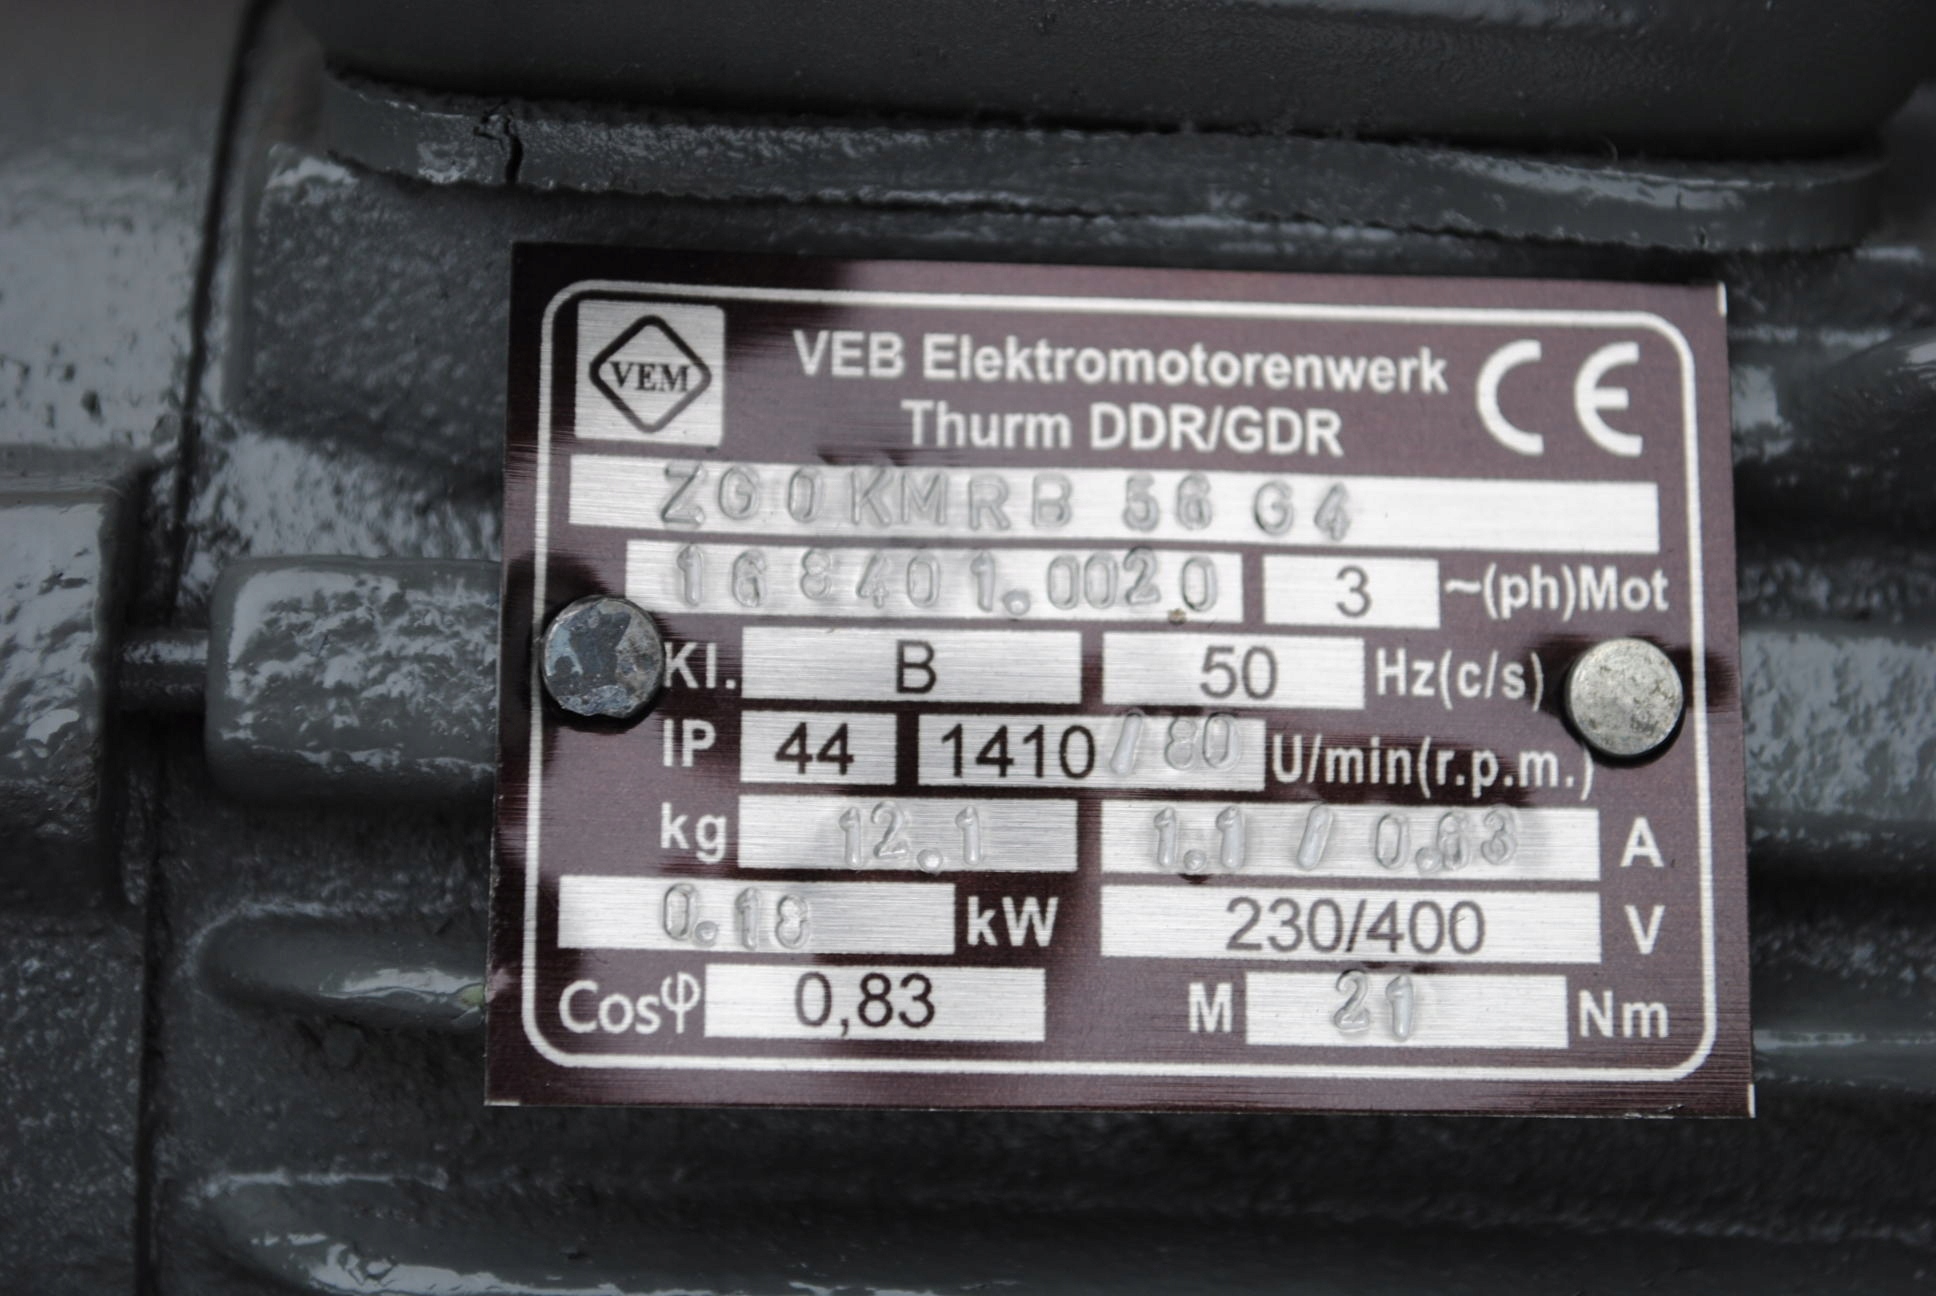 VEM
VEB Elektromotorenwerk
Thurm DDR/GDR
CE
ZG0KMRB 56 G4
168401.0020 3 ~(ph)Mot
Kl. B 50 Hz(c/s)
IP 44 1410/80 U/min(r.p.m.)
kg 12.1 1.1/0.63 A
0.18 kW 230/400 V
Cosφ 0,83 M 21 Nm